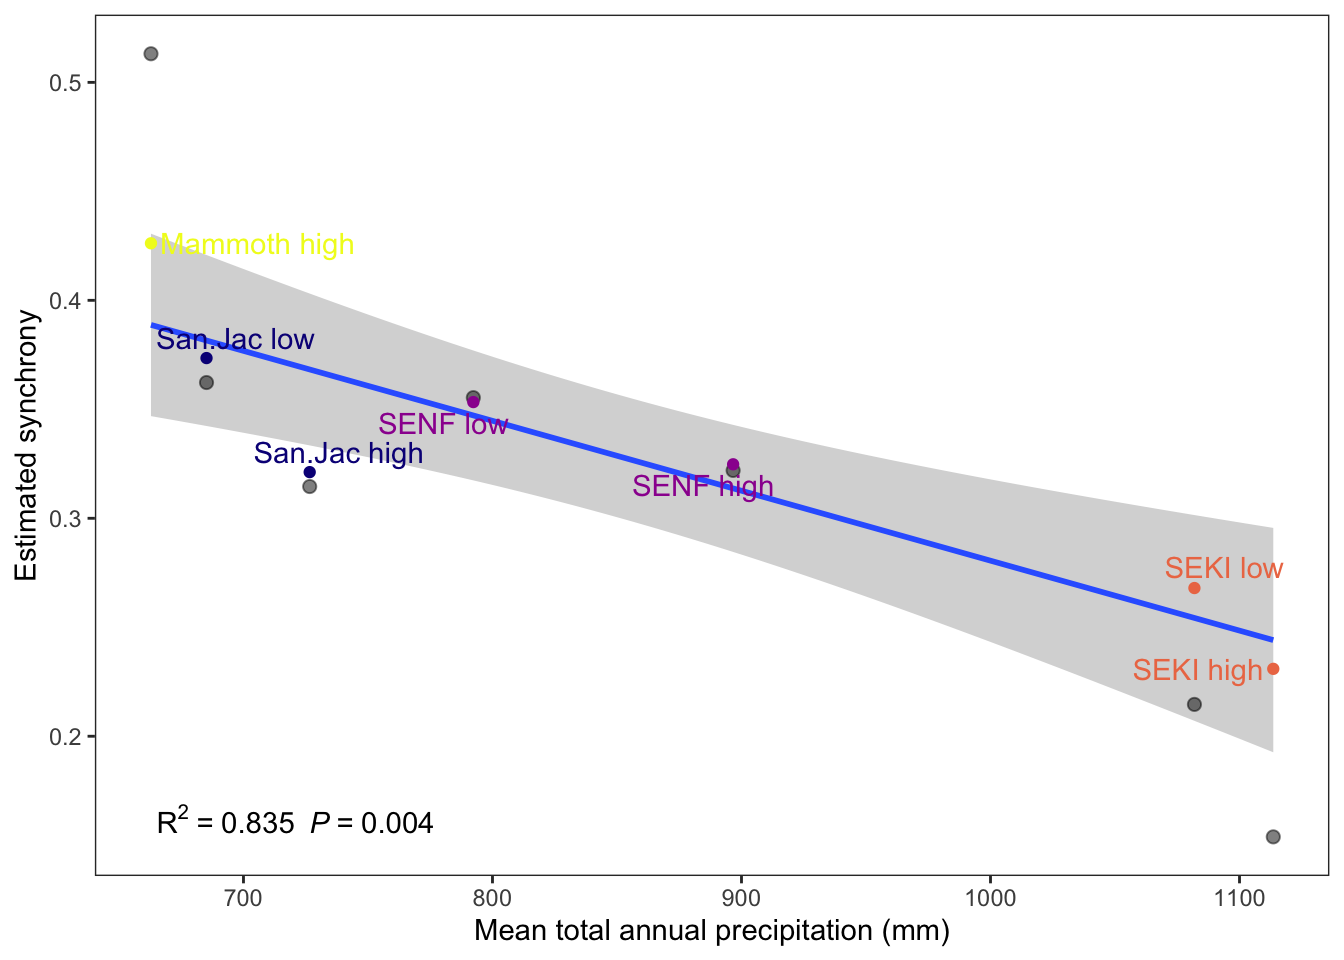 0.5
0.4
0.3
0.2
Estimated synchrony
Mammoth high
San.Jac low
San.Jac high
SENF low
SENF high
SEKI low
SEKI high
R² = 0.835 P = 0.004
700 800 900 1000 1100
Mean total annual precipitation (mm)